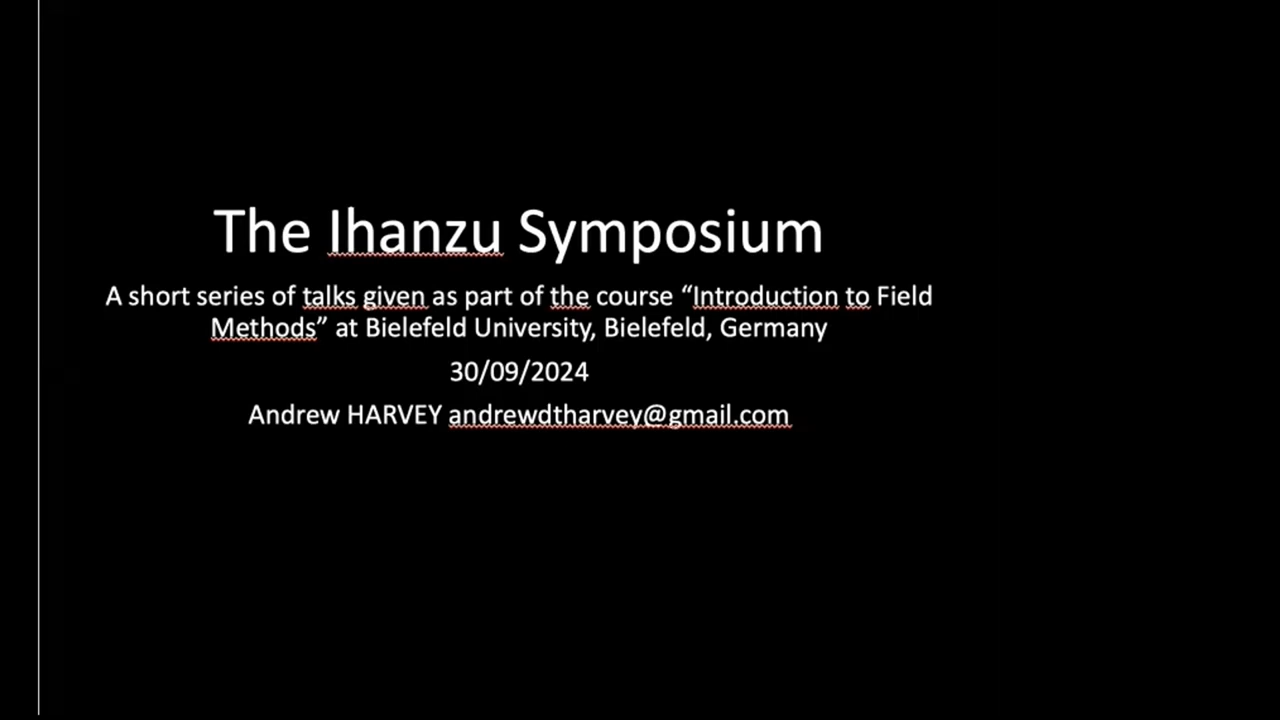 The Ihanzu Symposium
A short series of talks given as part of the course “Introduction to Field
Methods” at Bielefeld University, Bielefeld, Germany
30/09/2024
Andrew HARVEY andrewdtharvey@gmail.com